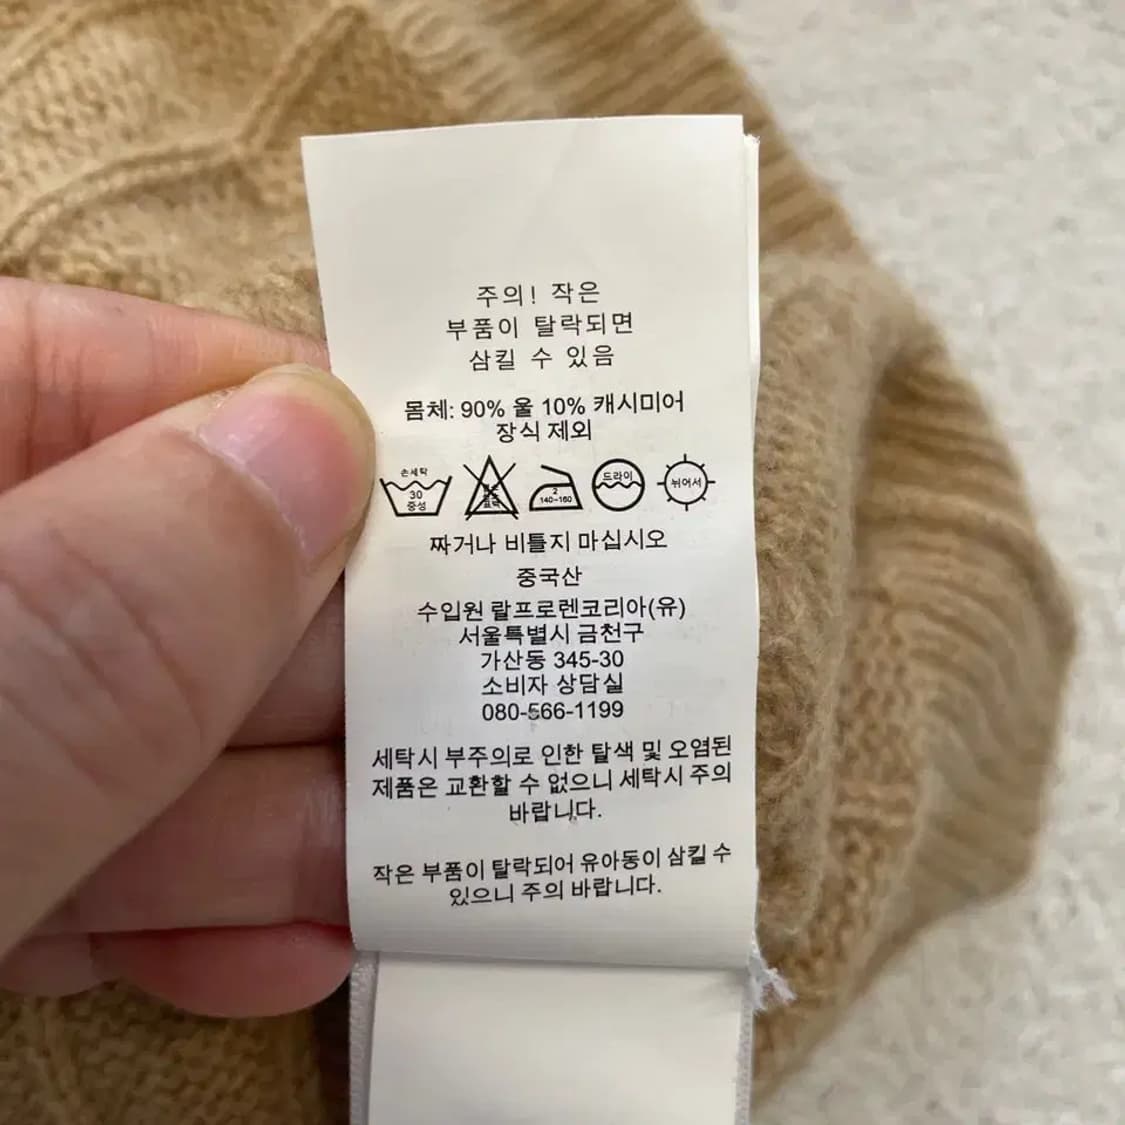 주의! 작은
부품이 탈락되면
삼킬 수 있음
몸체: 90% 울 10% 캐시미어
장식 제외
손세탁
30
중성
2
140~160
드라이
뉘어서
짜거나 비틀지 마십시오
중국산
수입원 랄프로렌코리아(유)
서울특별시 금천구
가산동 345-30
소비자 상담실
080-566-1199
세탁시 부주의로 인한 탈색 및 오염된
제품은 교환할 수 없으니 세탁시 주의
바랍니다.
작은 부품이 탈락되어 유아동이 삼킬 수
있으니 주의 바랍니다.